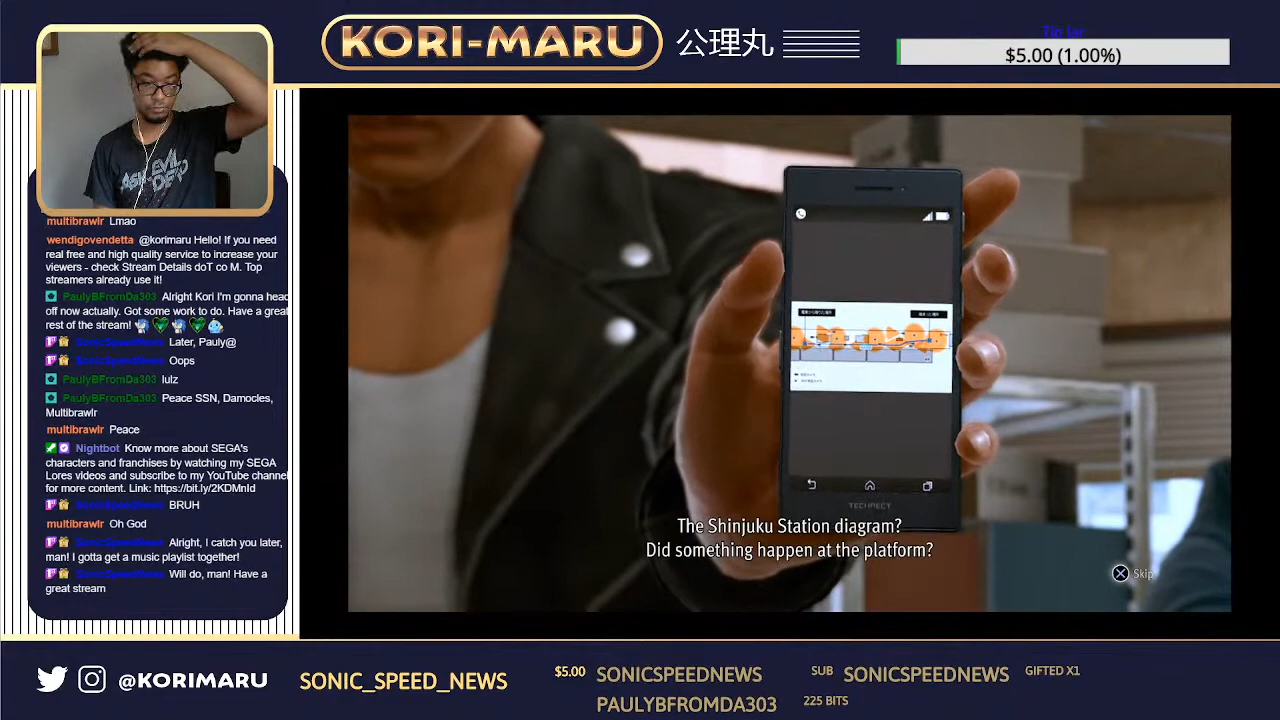 KORI-MARU
公理丸
Tip jar
$5.00 (1.00%)
multibrawlr Lmao
wendigovendetta @korimaru Hello! If you need
real free and high quality service to increase your
viewers - check Stream Details doT co M. Top
streamers already use it!
PaulyBFromDa303 Alright Kori I'm gonna head
off now actually. Got some work to do. Have a great
rest of the stream!
SonicSpeedNews Later, Pauly@
SonicSpeedNews Oops
PaulyBFromDa303 lulz
PaulyBFromDa303 Peace SSN, Damocles,
Multibrawlr
multibrawlr Peace
Nightbot Know more about SEGA's
characters and franchises by watching my SEGA
Lores videos and subscribe to my YouTube channel
for more content. Link: https://bit.ly/2KDMnId
SonicSpeedNews BRUH
multibrawlr Oh God
SonicSpeedNews Alright, I catch you later,
man! I gotta get a music playlist together!
SonicSpeedNews Will do, man! Have a
great stream
TECHNECT
The Shinjuku Station diagram?
Did something happen at the platform?
Skip
@KORIMARU
SONIC_SPEED_NEWS
$5.00 SONICSPEEDNEWS
PAULYBFROMDA303
SUB SONICSPEEDNEWS GIFTED X1
225 BITS